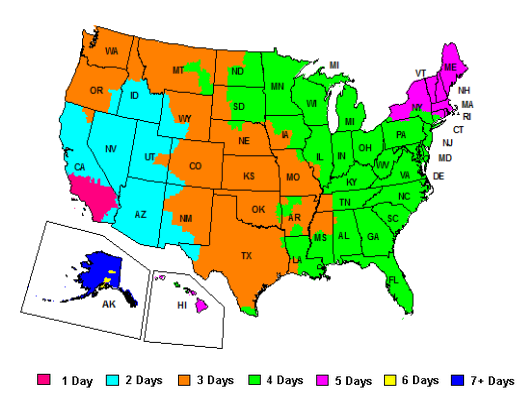 WA
MT
ND
MN
MI
VT
ME
NH
MA
RI
CT
NJ
MD
DE
OR
ID
SD
WI
MI
NY
WY
IA
NE
PA
NV
UT
CO
IL
IN
OH
WV
VA
CA
KS
MO
KY
NC
AZ
NM
OK
AR
TN
SC
TX
LA
MS
AL
GA
FL
AK
HI
1 Day
2 Days
3 Days
4 Days
5 Days
6 Days
7+ Days